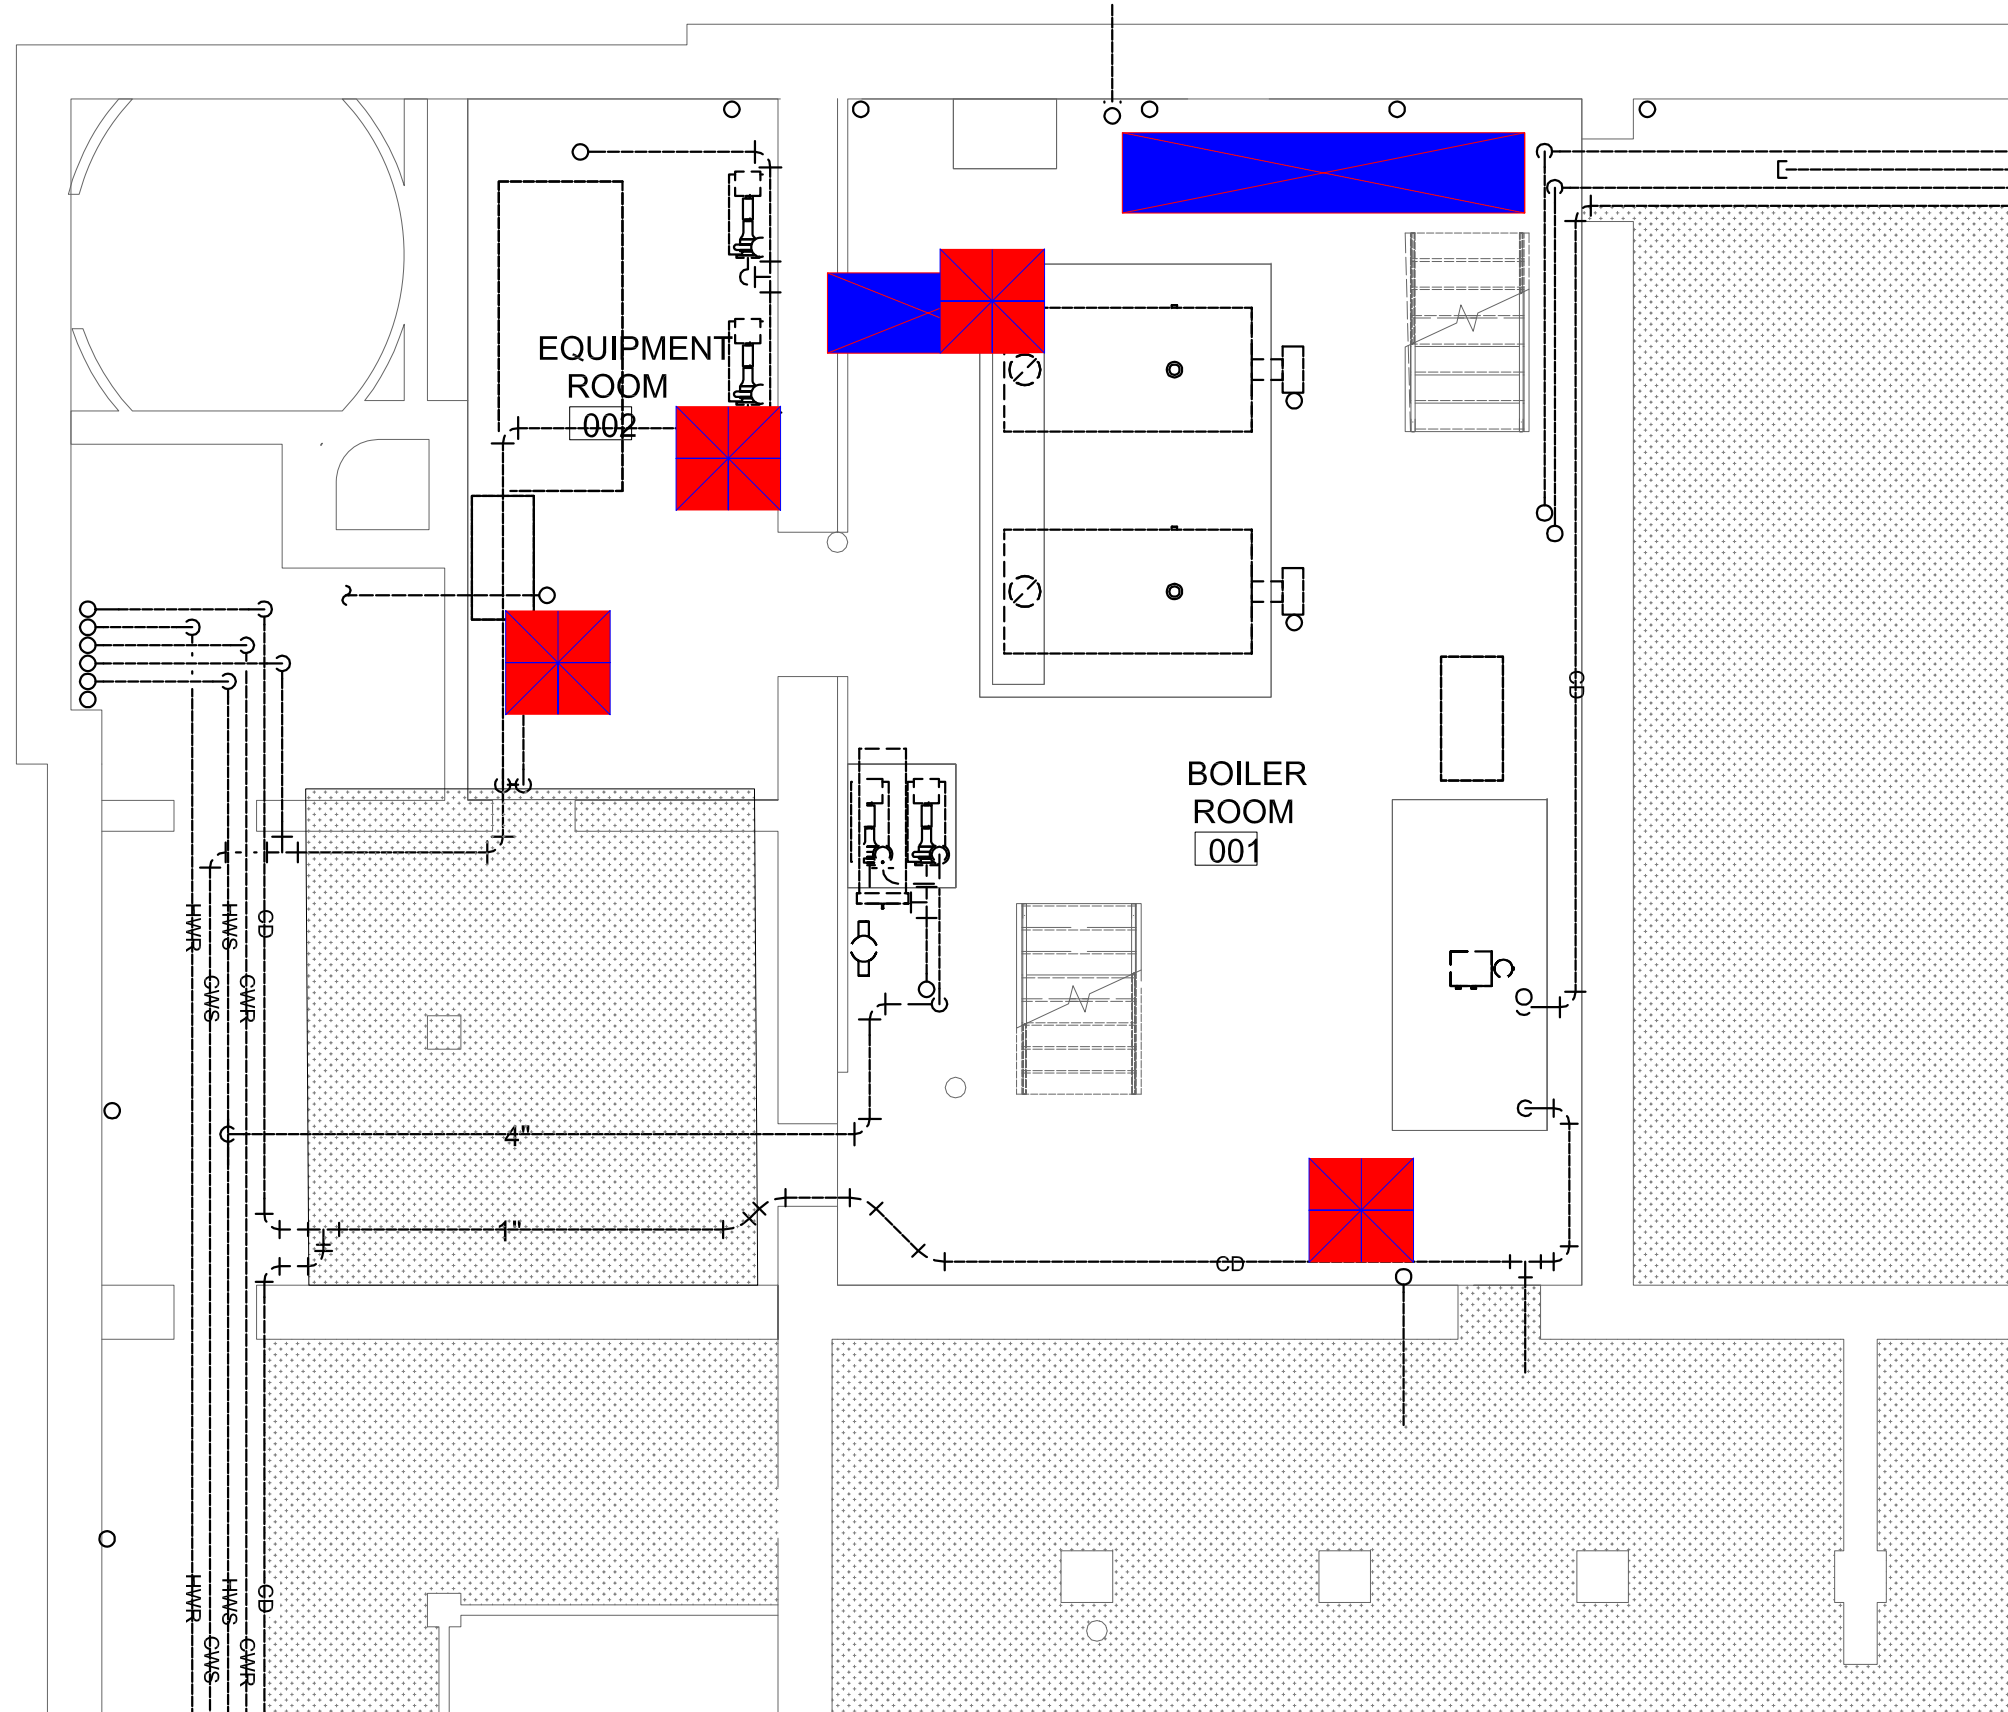 EQUIPMENT
ROOM
002
CD
BOILER
ROOM
001
HWR
HWS
CD
CWS
CWR
4"
1"
CD
HWR
HWS
CD
CWS
CWR